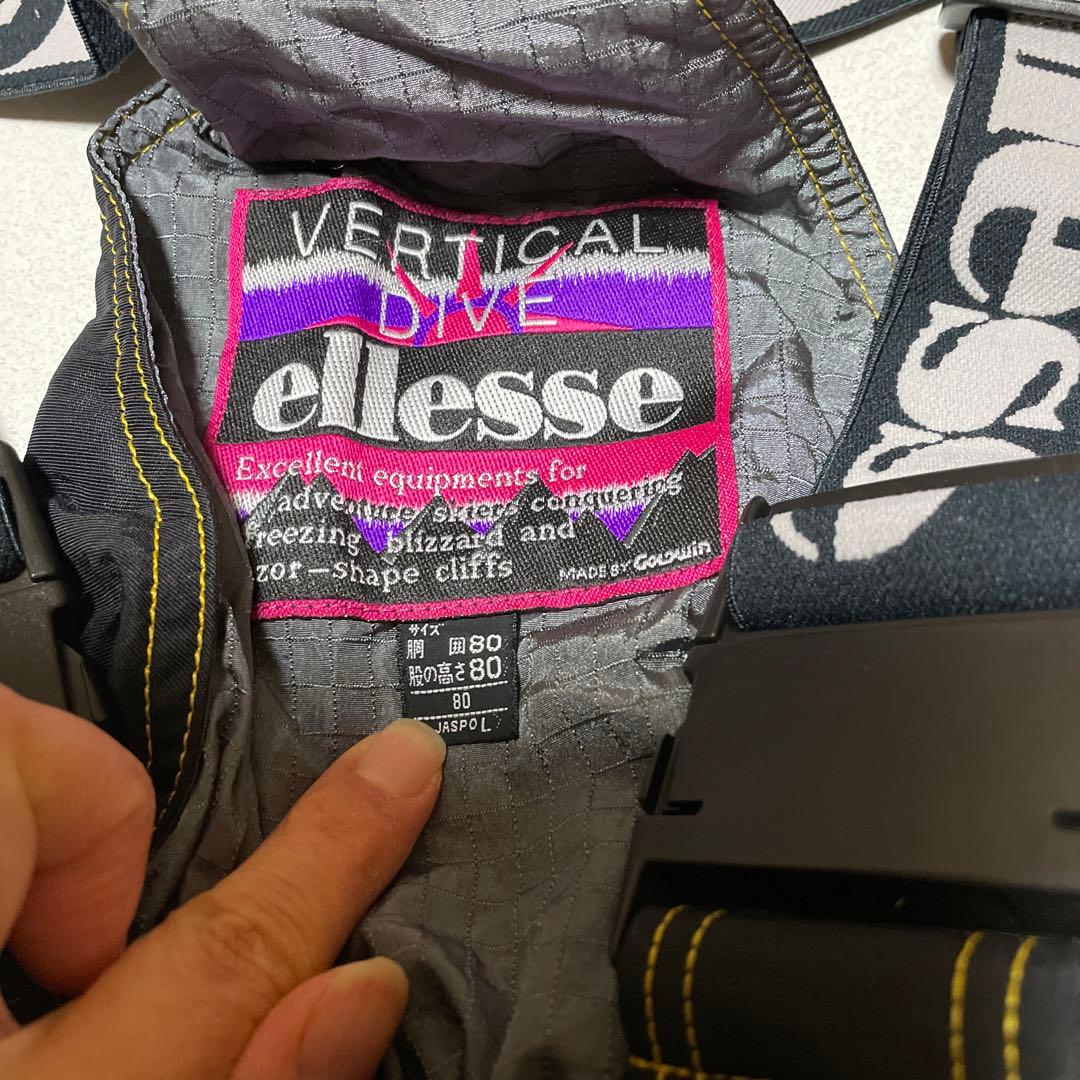 VERTICAL
DIVE
ellesse
Excellent equipments for
adventure skiers conquering
freezing blizzard and
zor-shape cliffs
MADE BY GOLDWIN
サイズ
胴 囲80
股の高さ80
80
JASPO L
elles